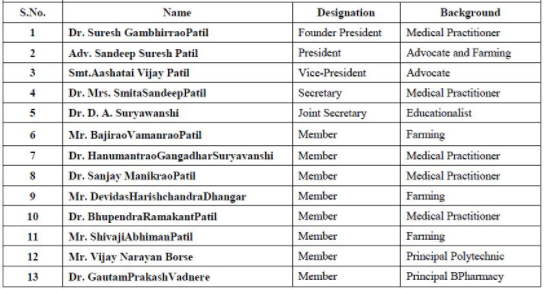 S.No. Name Designation Background
1 Dr. Suresh GambhirraoPatil Founder President Medical Practitioner
2 Adv. Sandeep Suresh Patil President Advocate and Farming
3 Smt.Aashatai Vijay Patil Vice-President Advocate
4 Dr. Mrs. SmitaSandeepPatil Secretary Medical Practitioner
5 Dr. D. A. Suryawanshi Joint Secretary Educationalist
6 Mr. BajiraoVamanraoPatil Member Farming
7 Dr. HanumantraoGangadharSuryavanshi Member Medical Practitioner
8 Dr. Sanjay ManikraoPatil Member Medical Practitioner
9 Mr. DevidasHarishchandraDhangar Member Farming
10 Dr. BhupendraRamakantPatil Member Medical Practitioner
11 Mr. ShivajiAbhimanPatil Member Farming
12 Mr. Vijay Narayan Borse Member Principal Polytechnic
13 Dr. GautamPrakashVadnere Member Principal BPharmacy